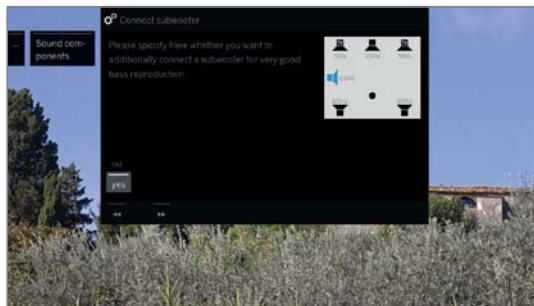 ...
Sound com-
ponents
Connect subwoofer
Please specify here whether you want to
additionally connect a subwoofer for very good
bass reproduction.
no
yes